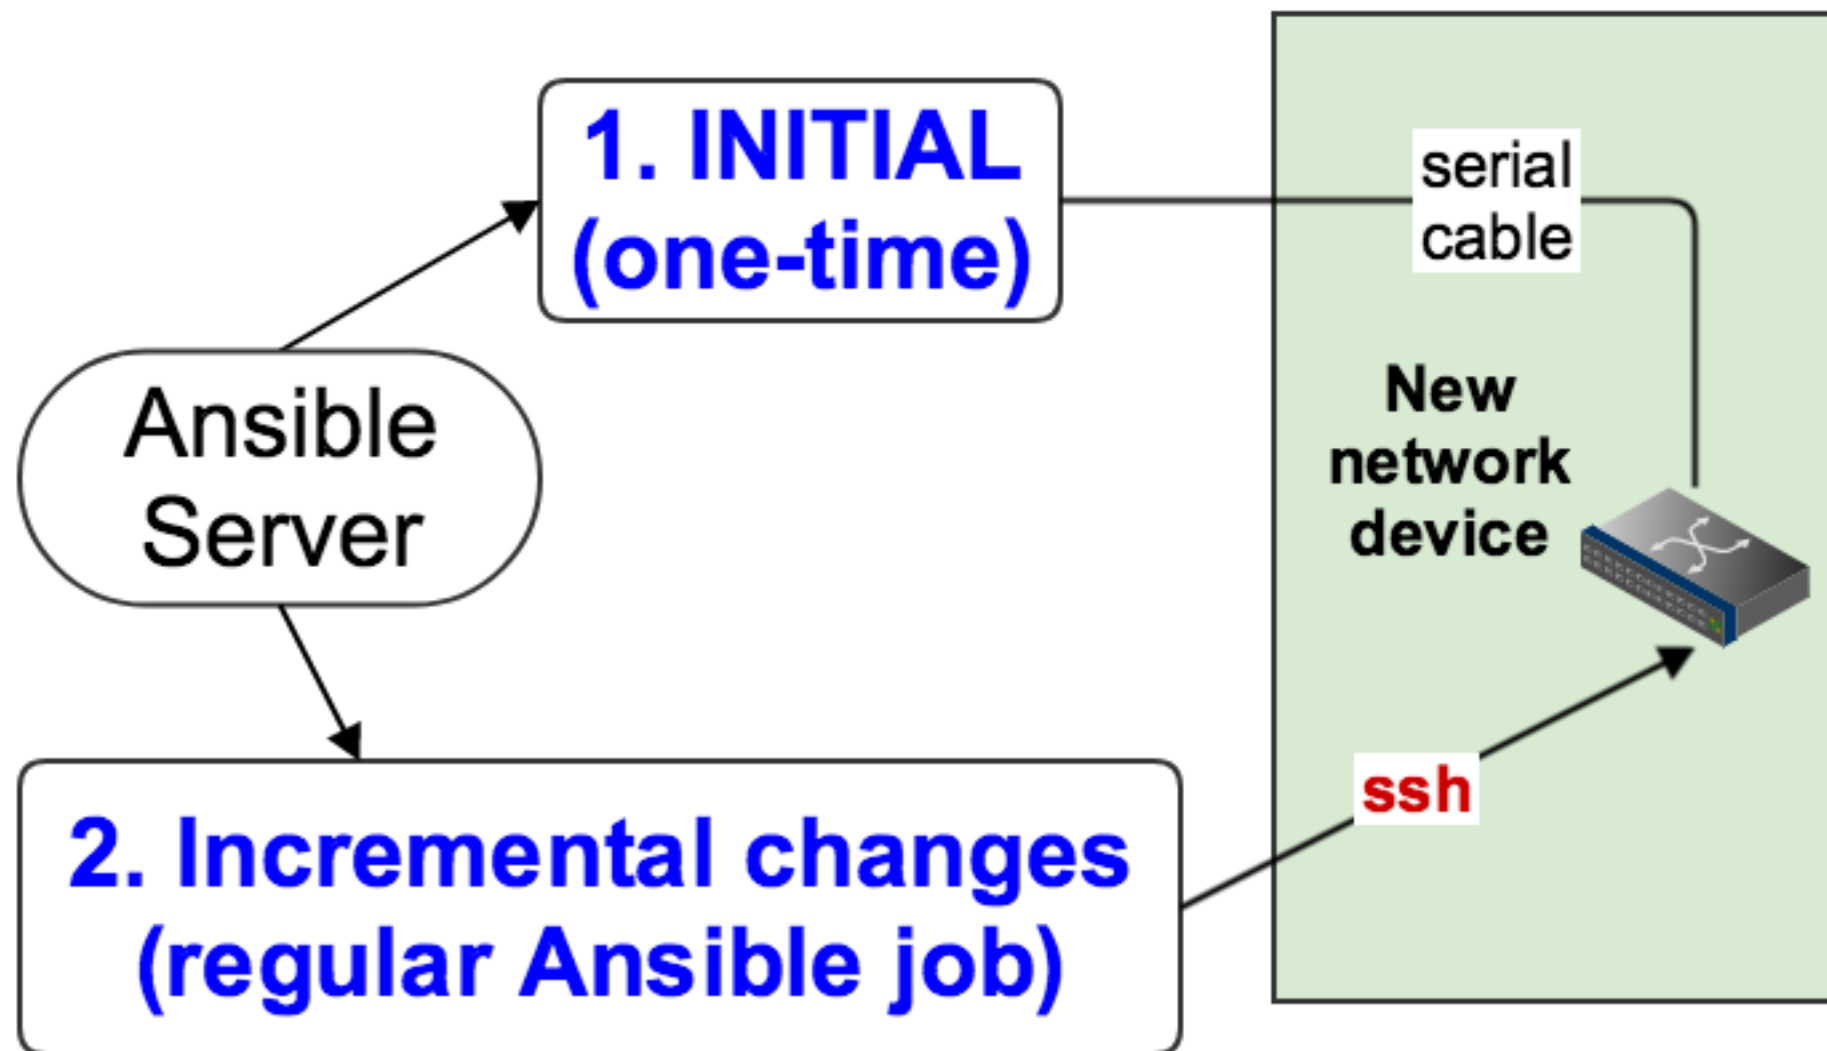 1. INITIAL
(one-time)
serial
cable
Ansible
Server
New
network
device
ssh
2. Incremental changes
(regular Ansible job)